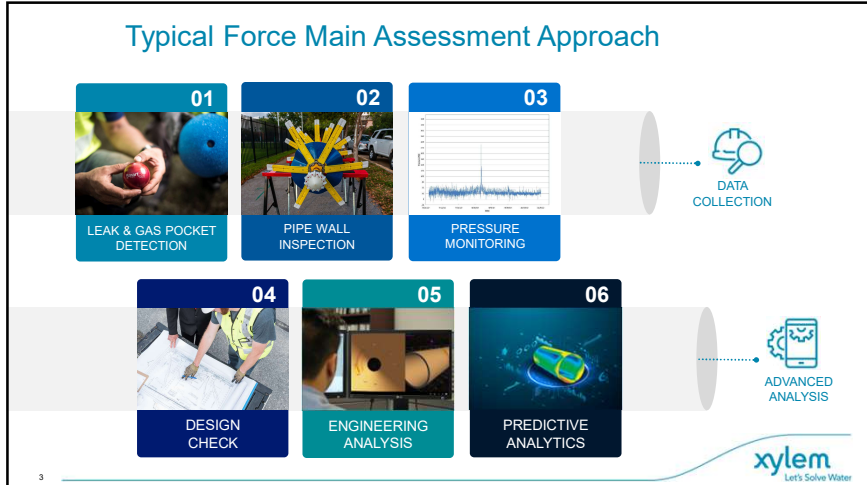 Typical Force Main Assessment Approach
01
02
03
LEAK & GAS POCKET
DETECTION
PIPE WALL
INSPECTION
PRESSURE
MONITORING
DATA
COLLECTION
04
05
06
DESIGN
CHECK
ENGINEERING
ANALYSIS
PREDICTIVE
ANALYTICS
ADVANCED
ANALYSIS
3
xylem
Let's Solve Water